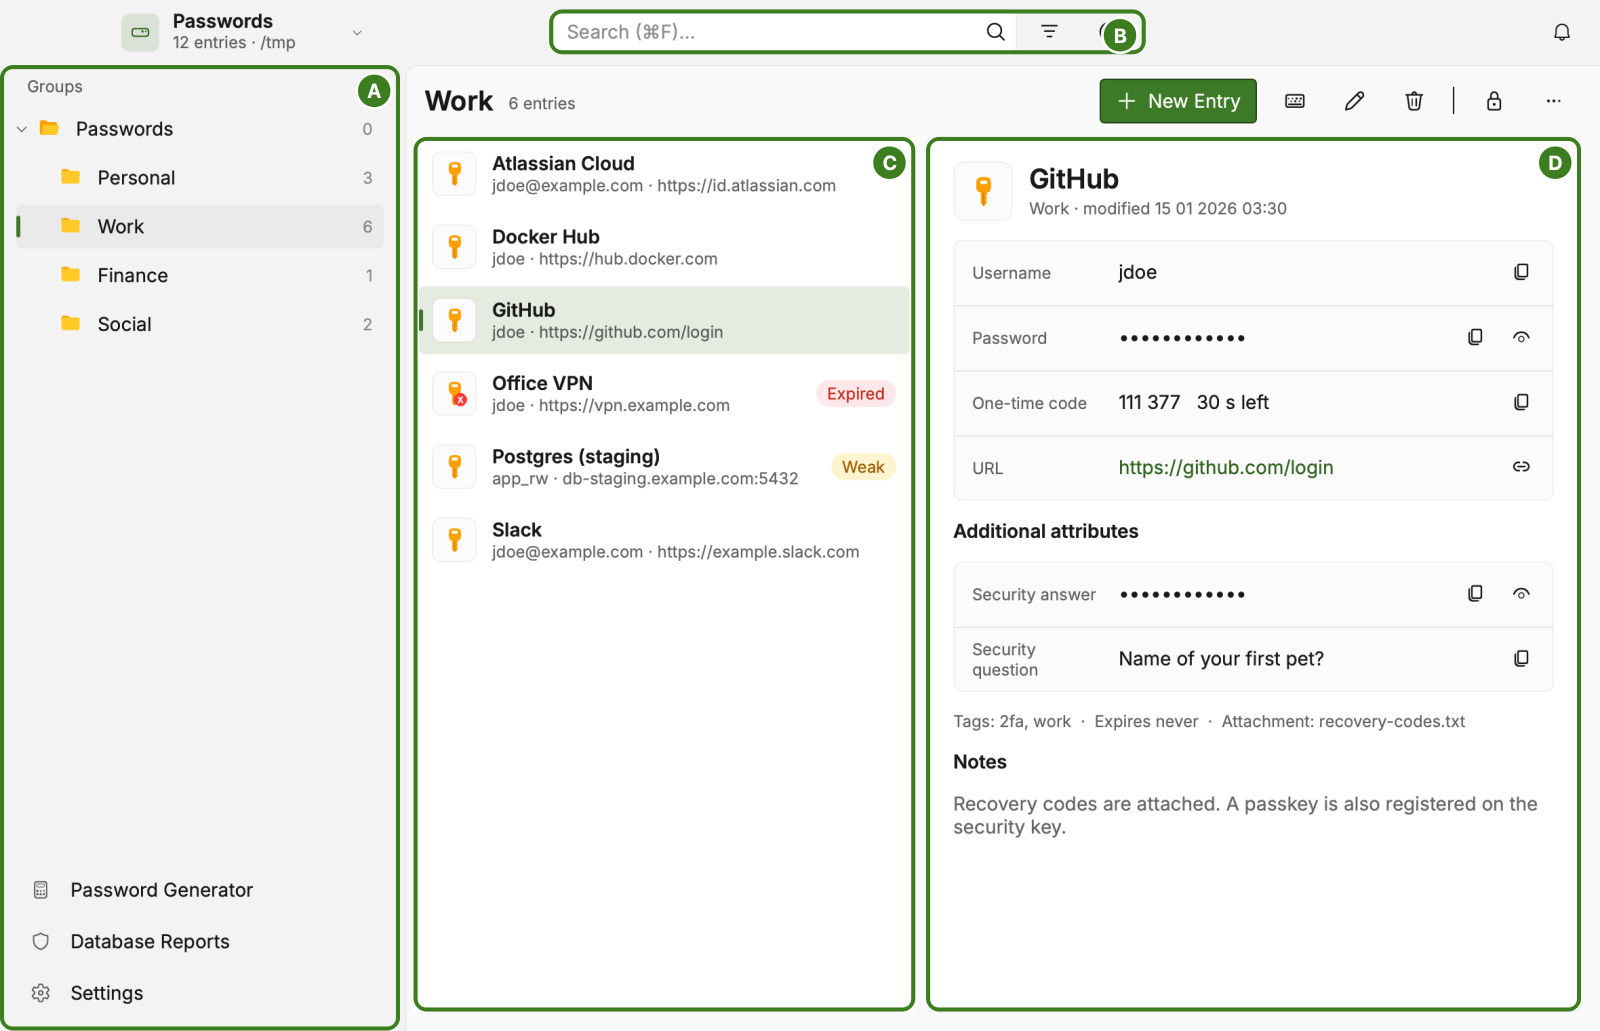 Passwords
12 entries · /tmp
Search (⌘F)...
B
Groups
A
Passwords 0
Personal 3
Work 6
Finance 1
Social 2
Password Generator
Database Reports
Settings
Work 6 entries
New Entry
C
Atlassian Cloud
jdoe@example.com · https://id.atlassian.com
Docker Hub
jdoe · https://hub.docker.com
GitHub
jdoe · https://github.com/login
Office VPN
jdoe · https://vpn.example.com
Expired
Postgres (staging)
app_rw · db-staging.example.com:5432
Weak
Slack
jdoe@example.com · https://example.slack.com
D
GitHub
Work · modified 15 01 2026 03:30
Username jdoe
Password ••••••••••••
One-time code 111 377 30 s left
URL https://github.com/login
Additional attributes
Security answer ••••••••••••
Security
question
Name of your first pet?
Tags: 2fa, work · Expires never · Attachment: recovery-codes.txt
Notes
Recovery codes are attached. A passkey is also registered on the
security key.